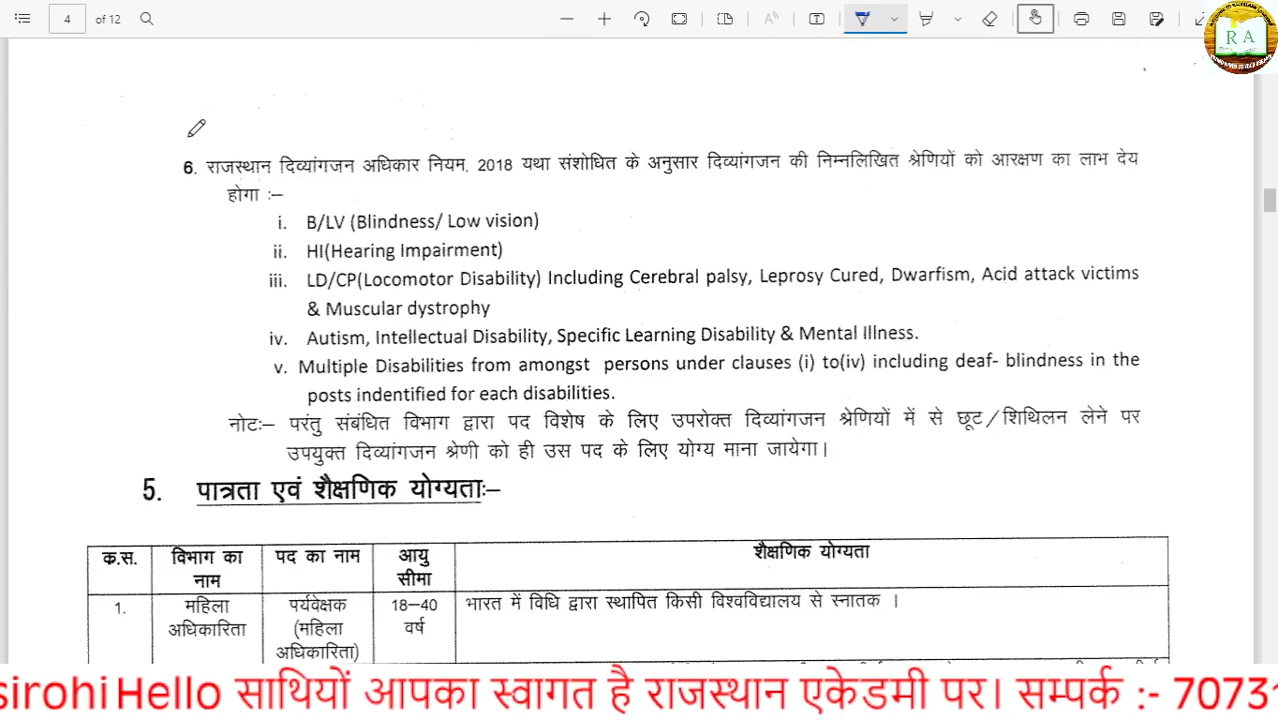 4 of 12
R A
6. राजस्थान दिव्यांगजन अधिकार नियम, 2018 यथा संशोधित के अनुसार दिव्यांगजन की निम्नलिखित श्रेणियों को आरक्षण का लाभ देय
होगा :–
i. B/LV (Blindness/ Low vision)
ii. HI(Hearing Impairment)
iii. LD/CP(Locomotor Disability) Including Cerebral palsy, Leprosy Cured, Dwarfism, Acid attack victims
& Muscular dystrophy
iv. Autism, Intellectual Disability, Specific Learning Disability & Mental Illness.
v. Multiple Disabilities from amongst persons under clauses (i) to(iv) including deaf- blindness in the
posts indentified for each disabilities.
नोटः– परंतु संबंधित विभाग द्वारा पद विशेष के लिए उपरोक्त दिव्यांगजन श्रेणियों में से छूट/शिथिलन लेने पर
उपयुक्त दिव्यांगजन श्रेणी को ही उस पद के लिए योग्य माना जायेगा।
5. पात्रता एवं शैक्षणिक योग्यताः–
क.स. विभाग का नाम पद का नाम आयु सीमा शैक्षणिक योग्यता
1. महिला अधिकारिता पर्यवेक्षक (महिला अधिकारिता) 18–40 वर्ष भारत में विधि द्वारा स्थापित किसी विश्वविद्यालय से स्नातक ।
sirohi Hello साथियों आपका स्वागत है राजस्थान एकेडमी पर। सम्पर्क :- 7073